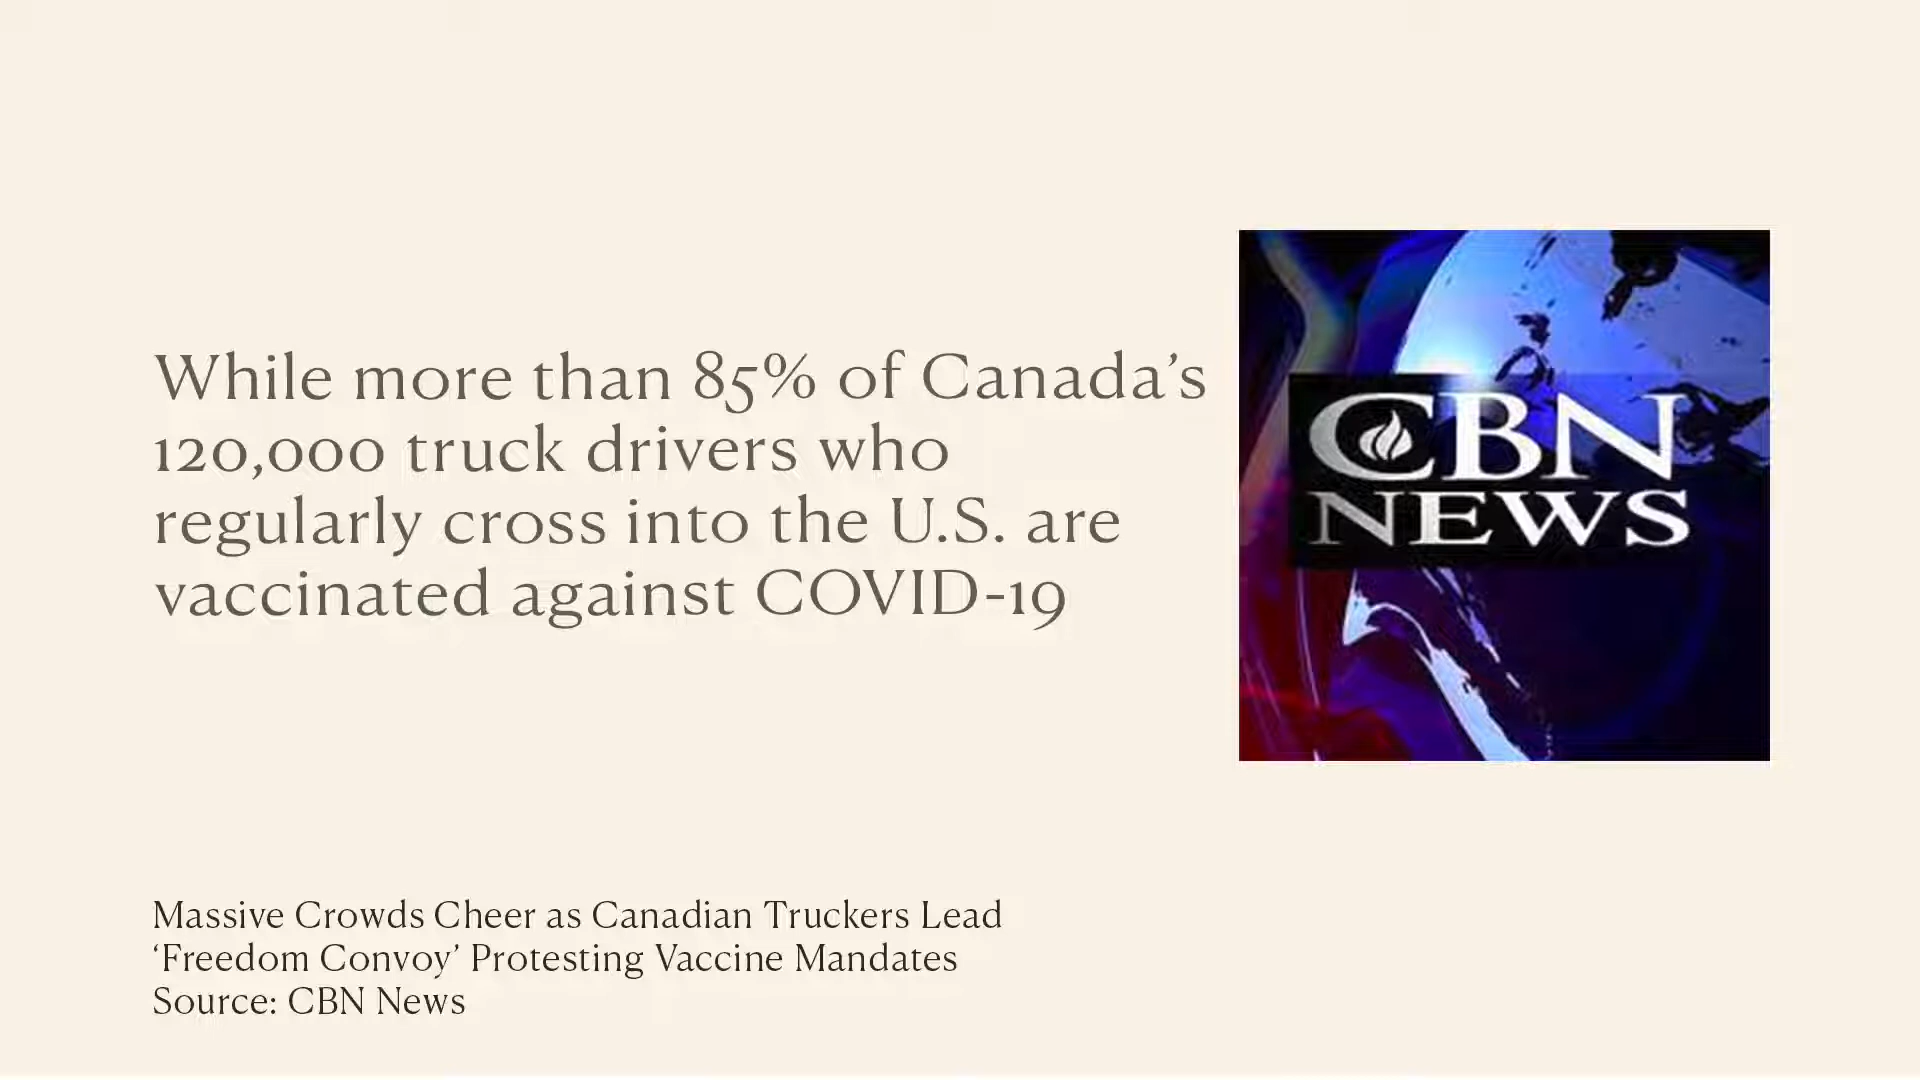 While more than 85% of Canada’s
120,000 truck drivers who
regularly cross into the U.S. are
vaccinated against COVID-19
CBN
NEWS
Massive Crowds Cheer as Canadian Truckers Lead
‘Freedom Convoy’ Protesting Vaccine Mandates
Source: CBN News